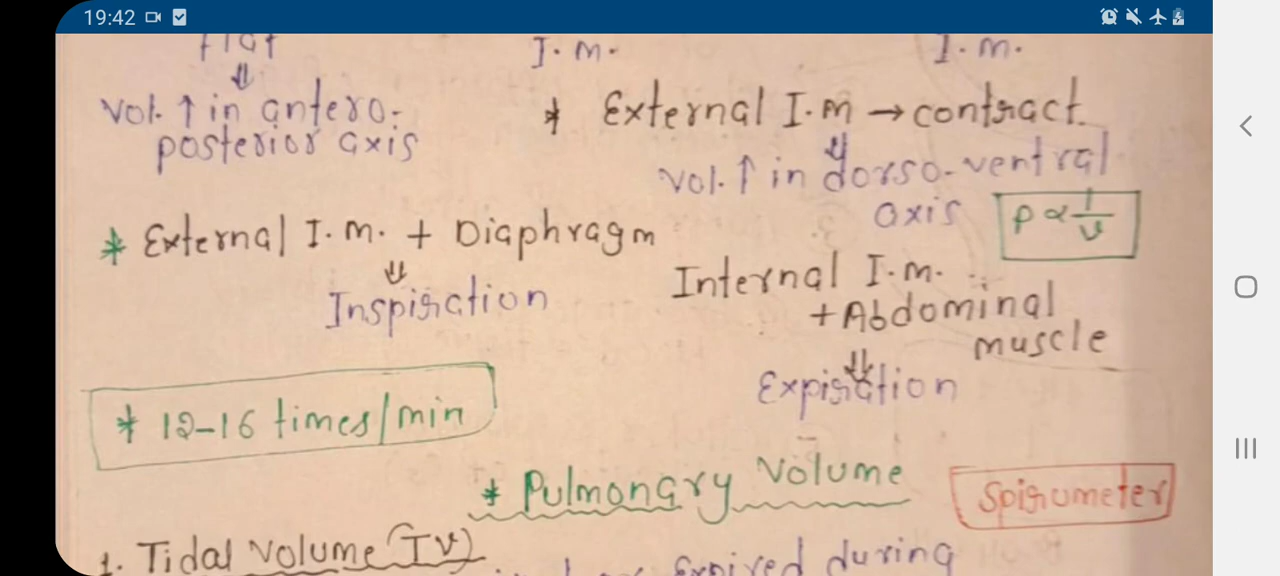 19:42
flat
I.m.
I.m.
⇓
Vol. ↑ in antero-
posterior axis
* External I.m → contract.
⇓
Vol. ↑ in dorso-ventral
axis
P ∝ 1/v
* External I.m. + Diaphragm
⇓
Inspiration
Internal I.m.
+ Abdominal
muscle
⇓
Expiration
* 12-16 times/min
* Pulmonary Volume
Spirometer
1. Tidal Volume (TV)
Expired during